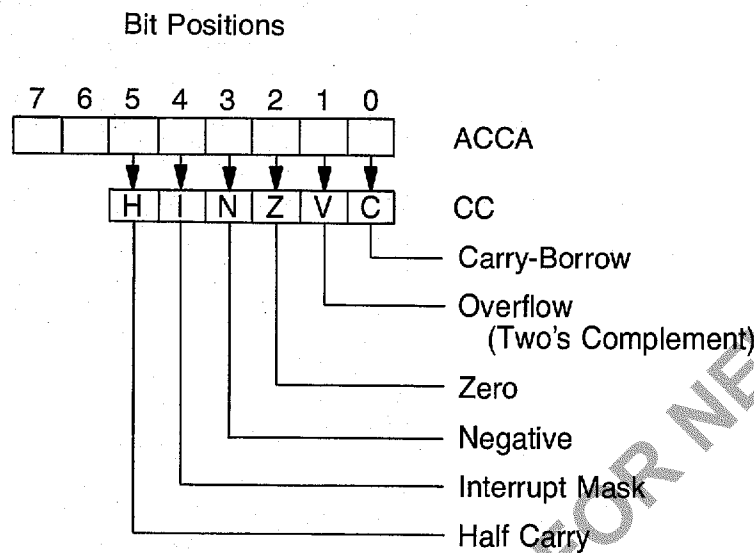 Bit Positions
7 6 5 4 3 2 1 0
ACCA
H I N Z V C
CC
Carry-Borrow
Overflow
(Two's Complement)
Zero
Negative
Interrupt Mask
Half Carry
FOR